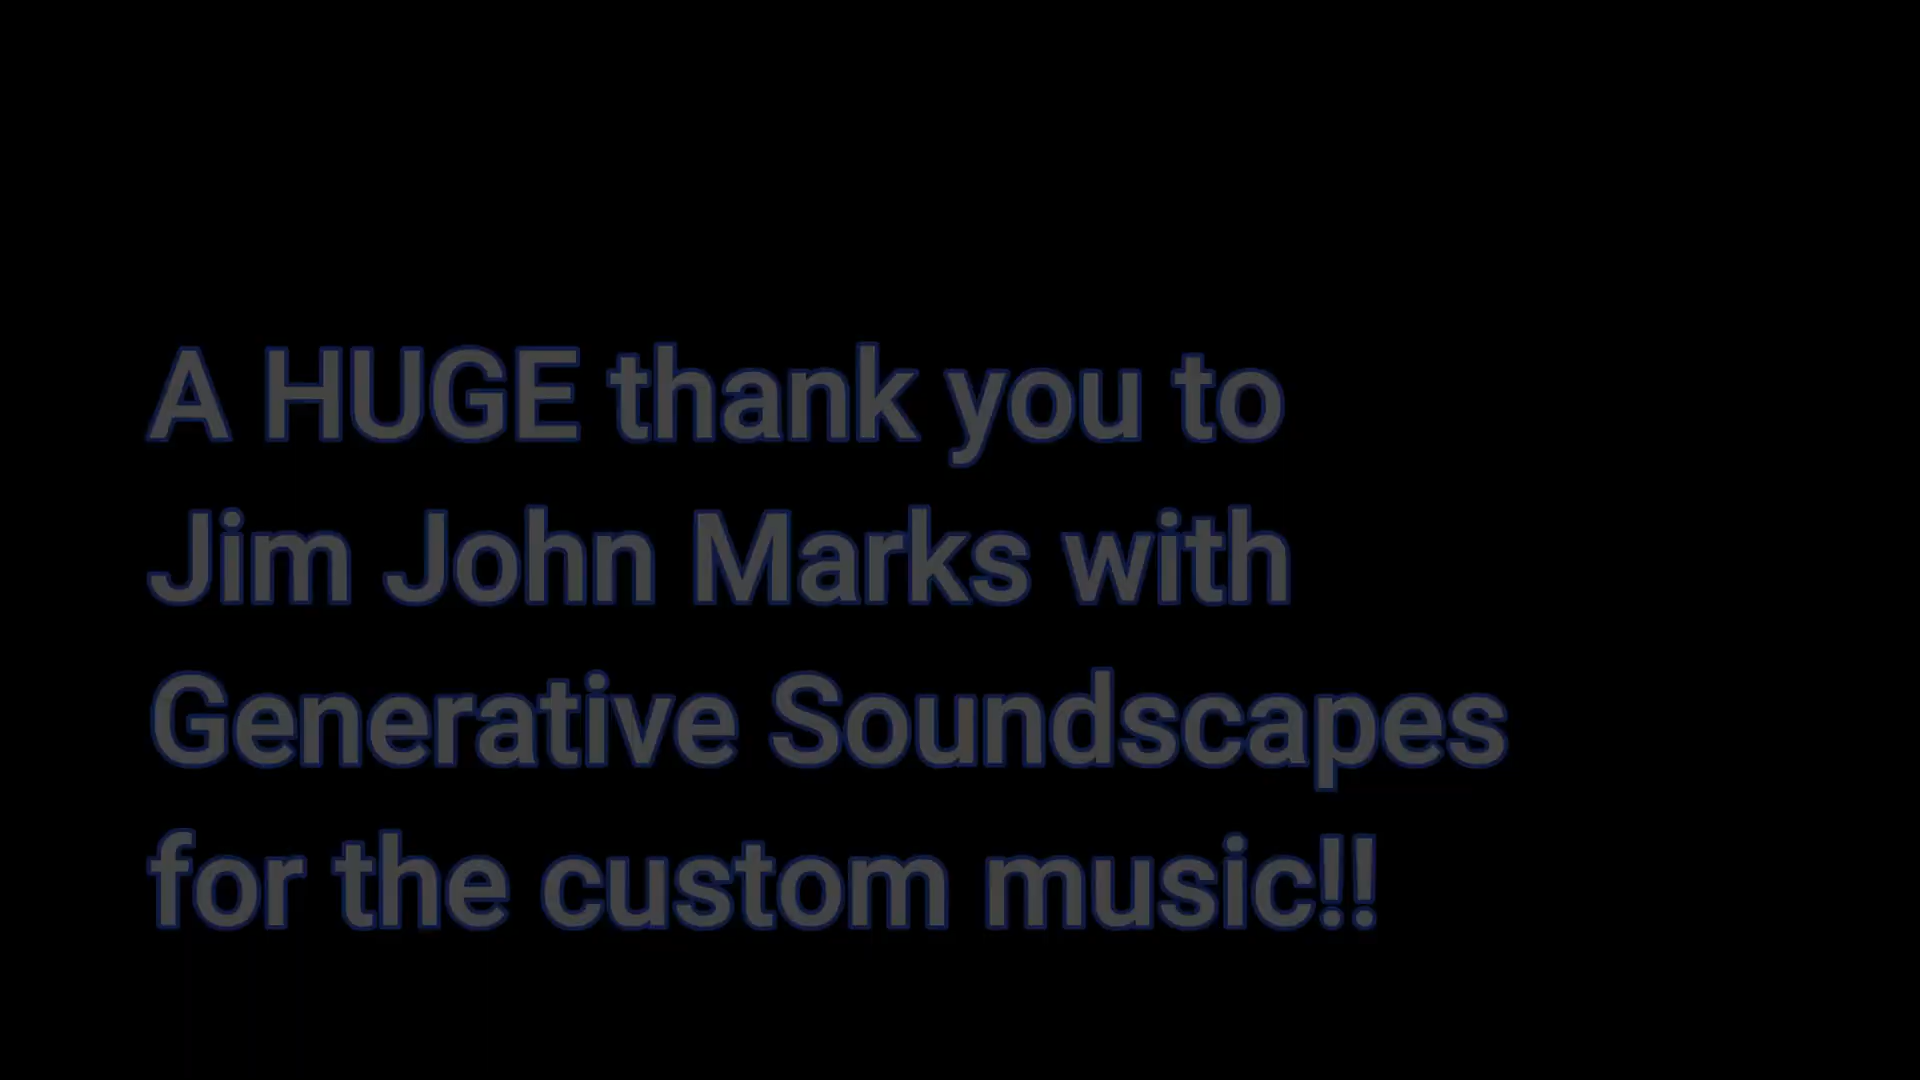 A HUGE thank you to
Jim John Marks with
Generative Soundscapes
for the custom music!!